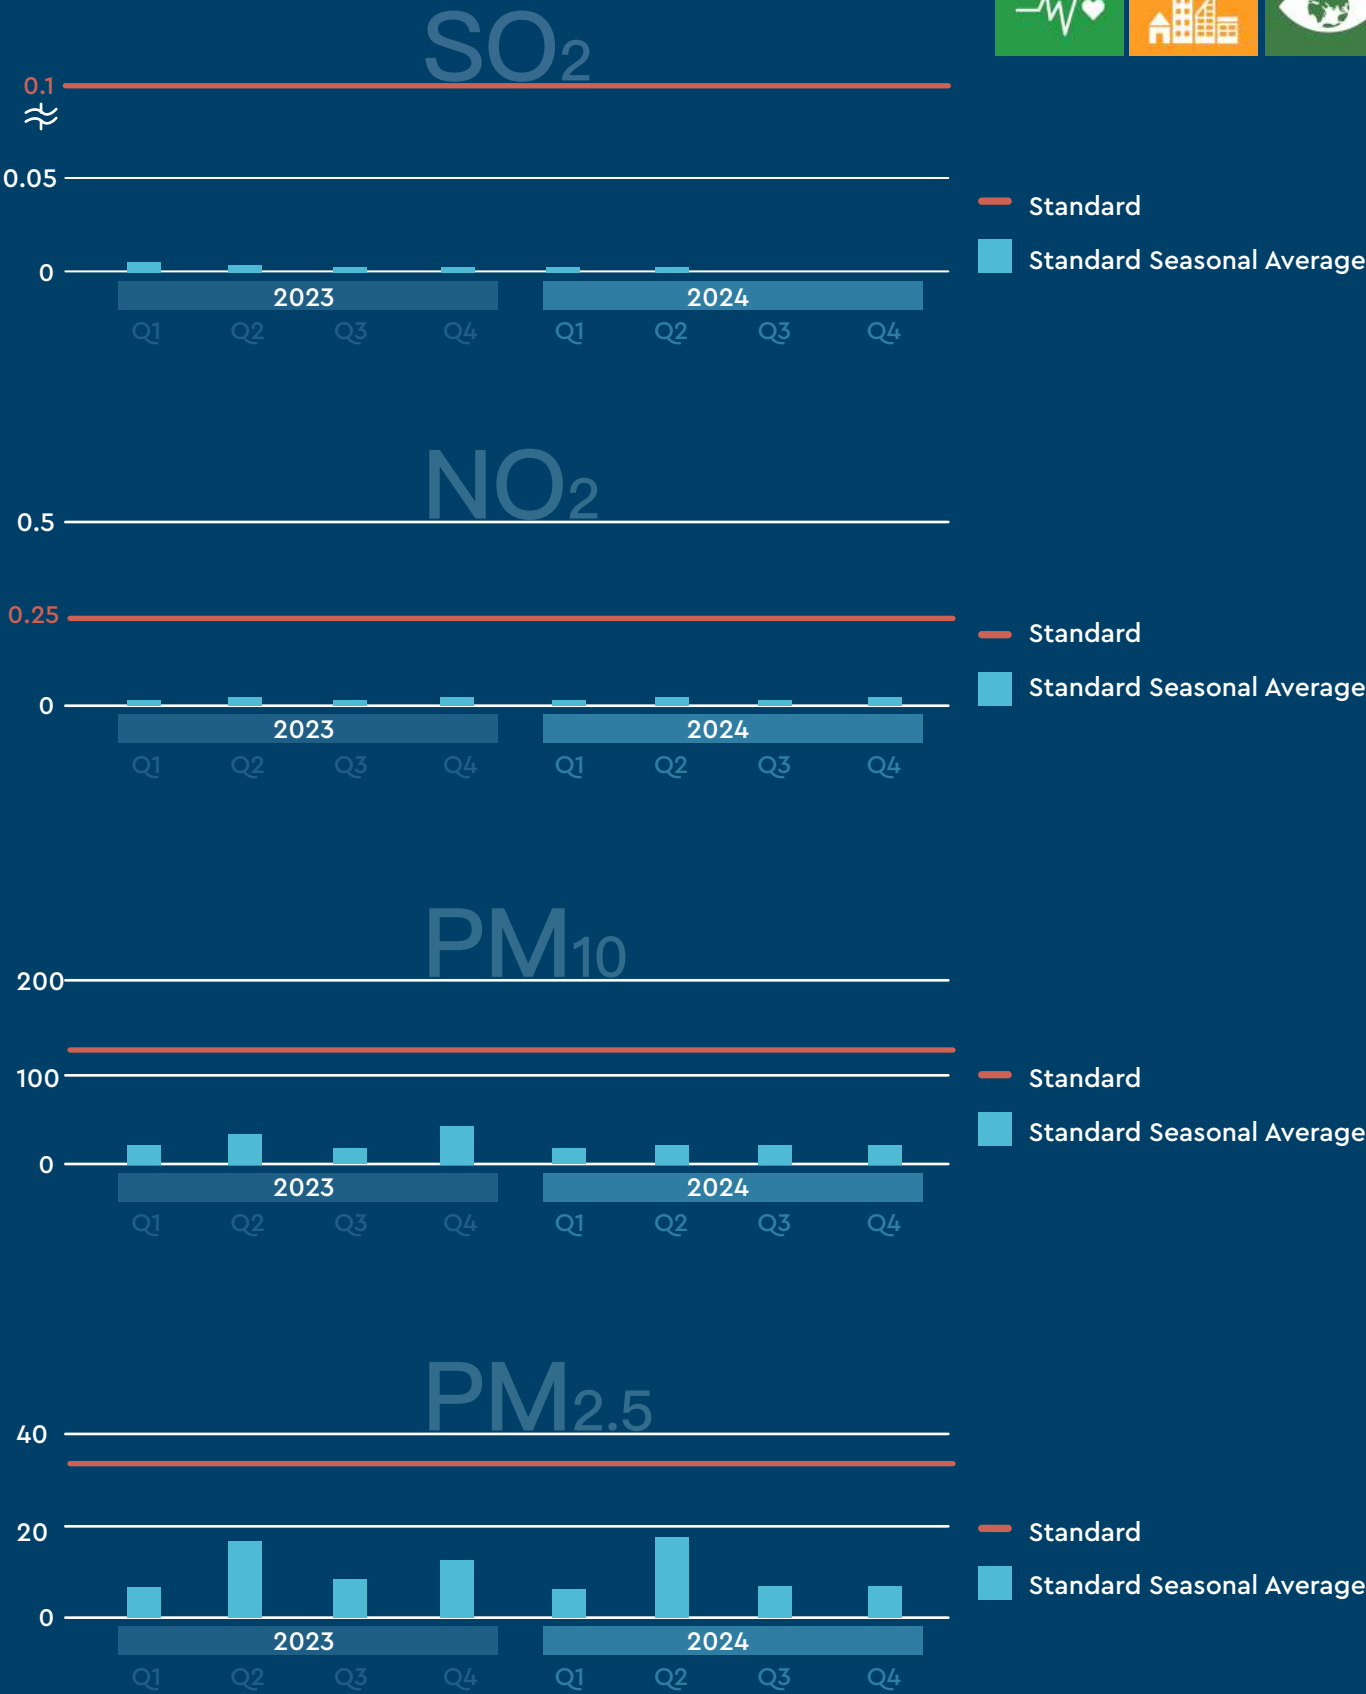 SO2
0.1
0.05
Standard
Standard Seasonal Average
0
2023 2024
Q1 Q2 Q3 Q4 Q1 Q2 Q3 Q4
NO2
0.5
0.25
Standard
Standard Seasonal Average
0
2023 2024
Q1 Q2 Q3 Q4 Q1 Q2 Q3 Q4
PM10
200
100
Standard
Standard Seasonal Average
0
2023 2024
Q1 Q2 Q3 Q4 Q1 Q2 Q3 Q4
PM2.5
40
20
Standard
Standard Seasonal Average
0
2023 2024
Q1 Q2 Q3 Q4 Q1 Q2 Q3 Q4